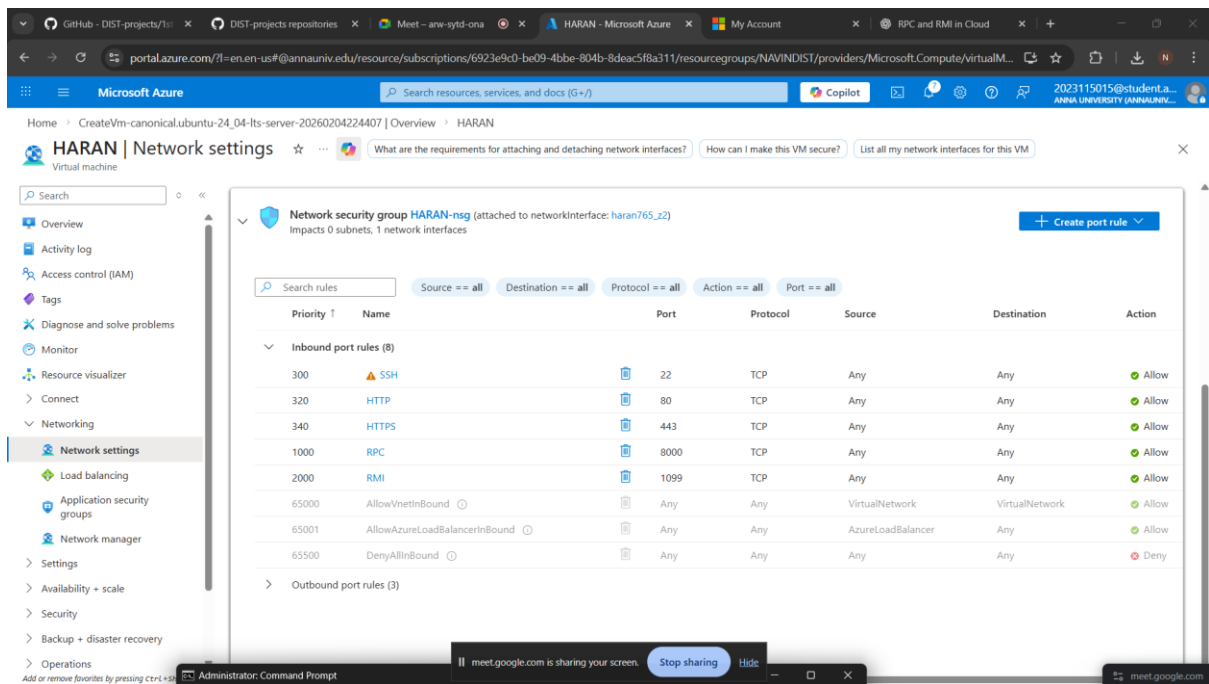 GitHub - DIST-projects/1st
DIST-projects repositories
Meet – arw-sytd-ona
HARAN - Microsoft Azure
My Account
RPC and RMI in Cloud
portal.azure.com/?l=en.en-us#@annauniv.edu/resource/subscriptions/6923e9c0-be09-4bbe-804b-8deac5f8a311/resourcegroups/NAVINDIST/providers/Microsoft.Compute/virtualM...
N
Microsoft Azure
Search resources, services, and docs (G+/)
Copilot
2023115015@student.a...
ANNA UNIVERSITY (ANNAUNIV....
Home > CreateVm-canonical.ubuntu-24_04-lts-server-20260204224407 | Overview > HARAN
HARAN | Network settings
Virtual machine
What are the requirements for attaching and detaching network interfaces?
How can I make this VM secure?
List all my network interfaces for this VM
Search
Overview
Activity log
Access control (IAM)
Tags
Diagnose and solve problems
Monitor
Resource visualizer
Connect
Networking
Network settings
Load balancing
Application security
groups
Network manager
Settings
Availability + scale
Security
Backup + disaster recovery
Operations
Add or remove favorites by pressing Ctrl+Sh
Network security group HARAN-nsg (attached to networkInterface: haran765_z2)
Impacts 0 subnets, 1 network interfaces
Create port rule
Search rules
Source == all
Destination == all
Protocol == all
Action == all
Port == all
Priority ↑ Name Port Protocol Source Destination Action
Inbound port rules (8)
300 SSH 22 TCP Any Any Allow
320 HTTP 80 TCP Any Any Allow
340 HTTPS 443 TCP Any Any Allow
1000 RPC 8000 TCP Any Any Allow
2000 RMI 1099 TCP Any Any Allow
65000 AllowVnetInBound Any Any VirtualNetwork VirtualNetwork Allow
65001 AllowAzureLoadBalancerInBound Any Any AzureLoadBalancer Any Allow
65500 DenyAllInBound Any Any Any Any Deny
Outbound port rules (3)
meet.google.com is sharing your screen.
Stop sharing
Hide
Administrator: Command Prompt
meet.google.com